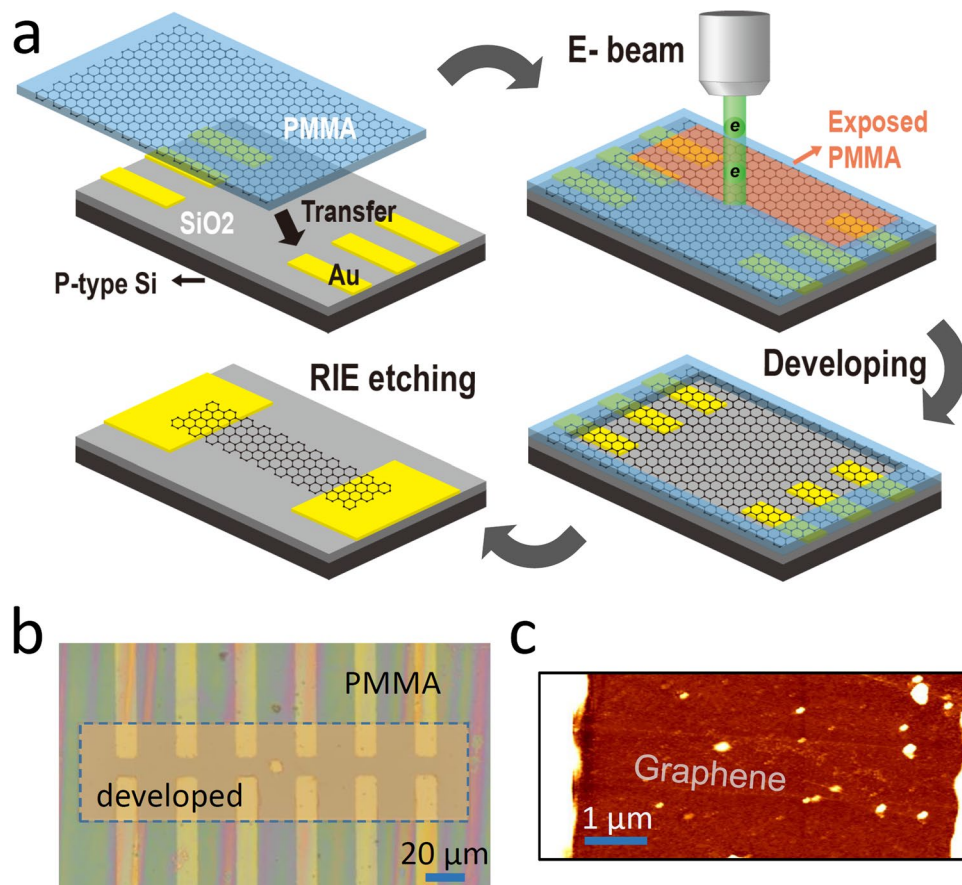 a
E- beam
PMMA
e
e
Exposed
PMMA
SiO2
Transfer
Au
P-type Si
RIE etching
Developing
b
PMMA
developed
20 μm
c
Graphene
1 μm